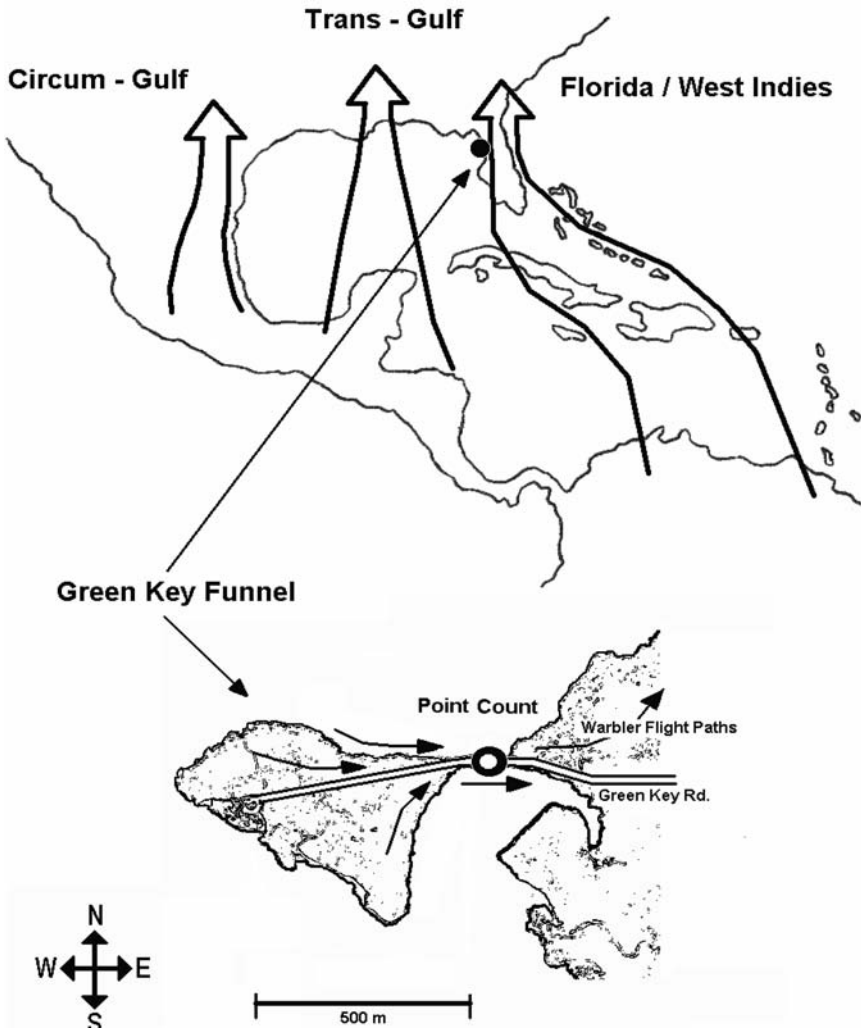 Trans - Gulf
Circum - Gulf
Florida / West Indies
Green Key Funnel
Point Count
Warbler Flight Paths
Green Key Rd.
N
W E
S
500 m